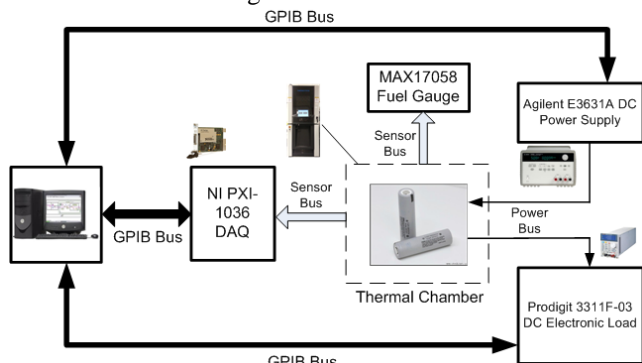 GPIB Bus
MAX17058
Fuel Gauge
Agilent E3631A DC
Power Supply
Sensor
Bus
NI PXI-
1036
DAQ
Sensor
Bus
GPIB Bus
Power
Bus
Thermal Chamber
Prodigit 3311F-03
DC Electronic Load
GPIB Bus